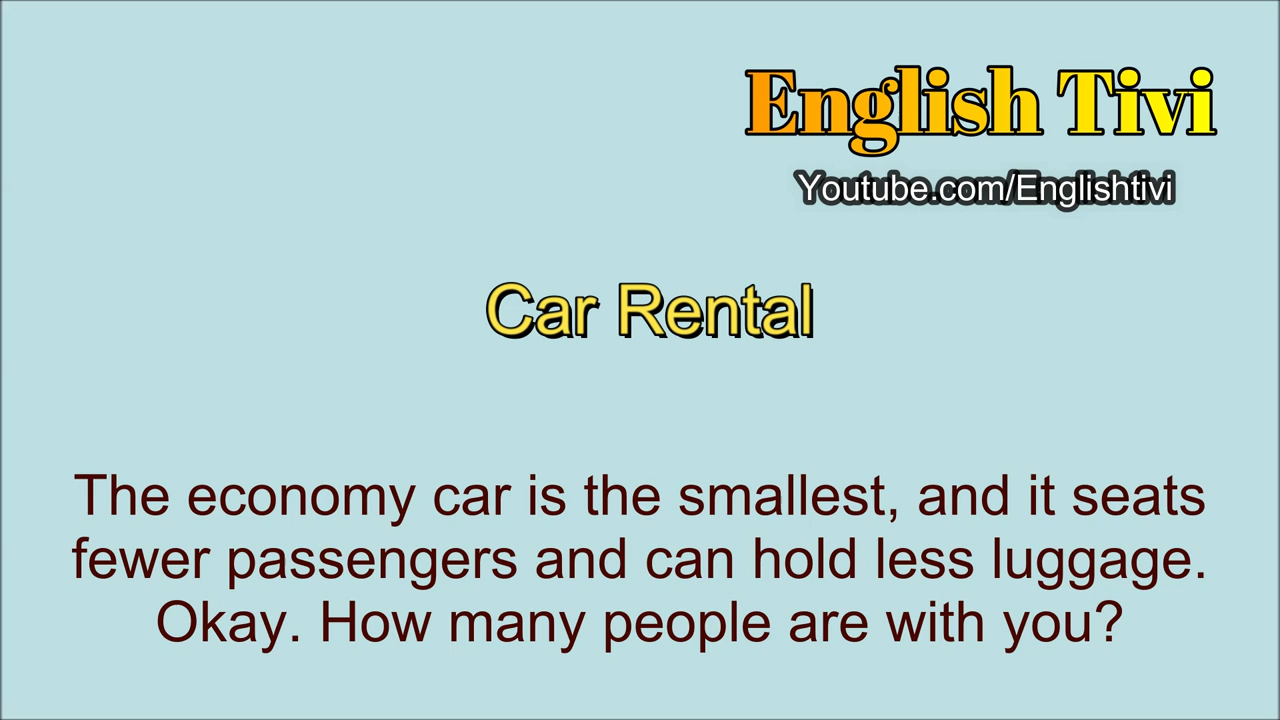 English Tivi
Youtube.com/Englishtivi
Car Rental
The economy car is the smallest, and it seats
fewer passengers and can hold less luggage.
Okay. How many people are with you?